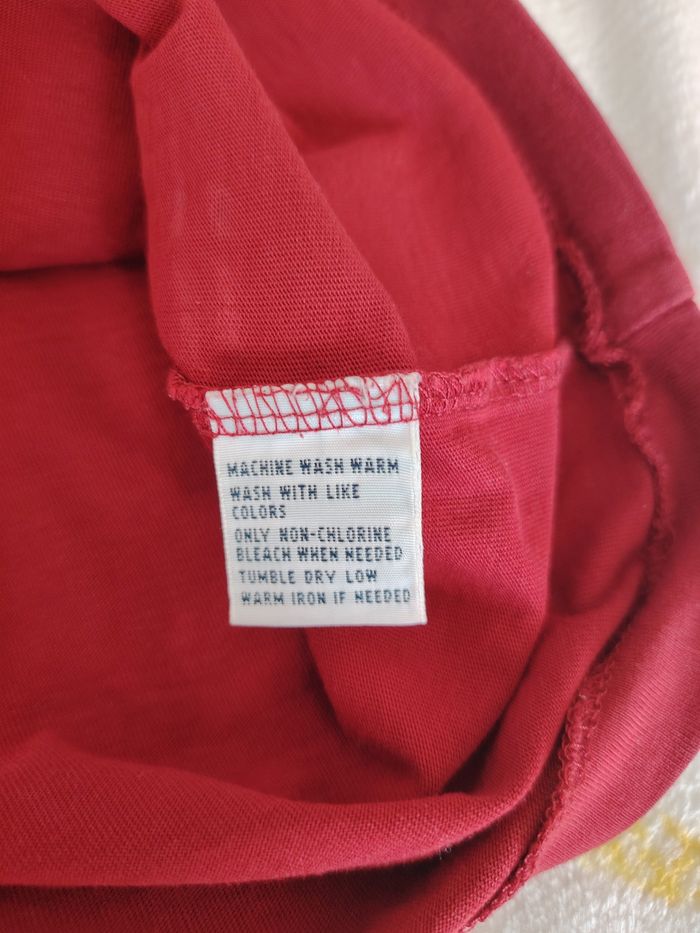 MACHINE WASH WARM
WASH WITH LIKE
COLORS
ONLY NON-CHLORINE
BLEACH WHEN NEEDED
TUMBLE DRY LOW
WARM IRON IF NEEDED